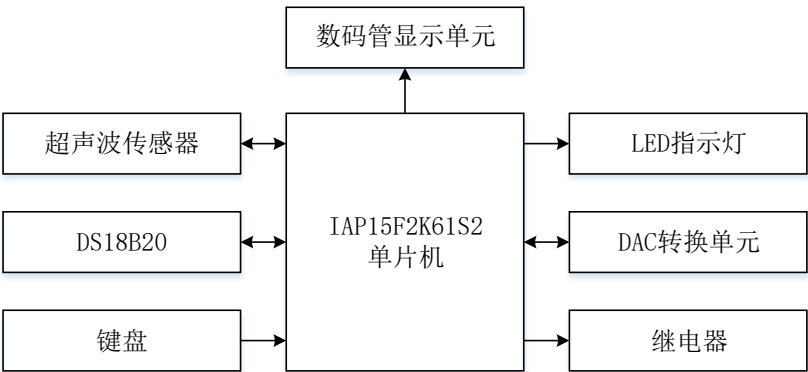 数码管显示单元
超声波传感器
LED指示灯
DS18B20
IAP15F2K61S2
单片机
DAC转换单元
键盘
继电器